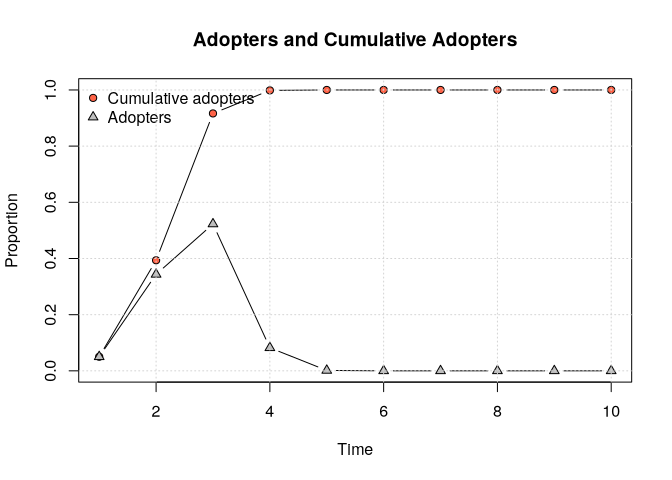 Adopters and Cumulative Adopters
Cumulative adopters
Adopters
Proportion
1.0
0.8
0.6
0.4
0.2
0.0
2 4 6 8 10
Time